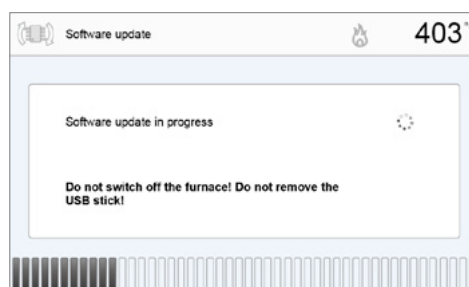 Software update
403
Software update in progress
Do not switch off the furnace! Do not remove the
USB stick!